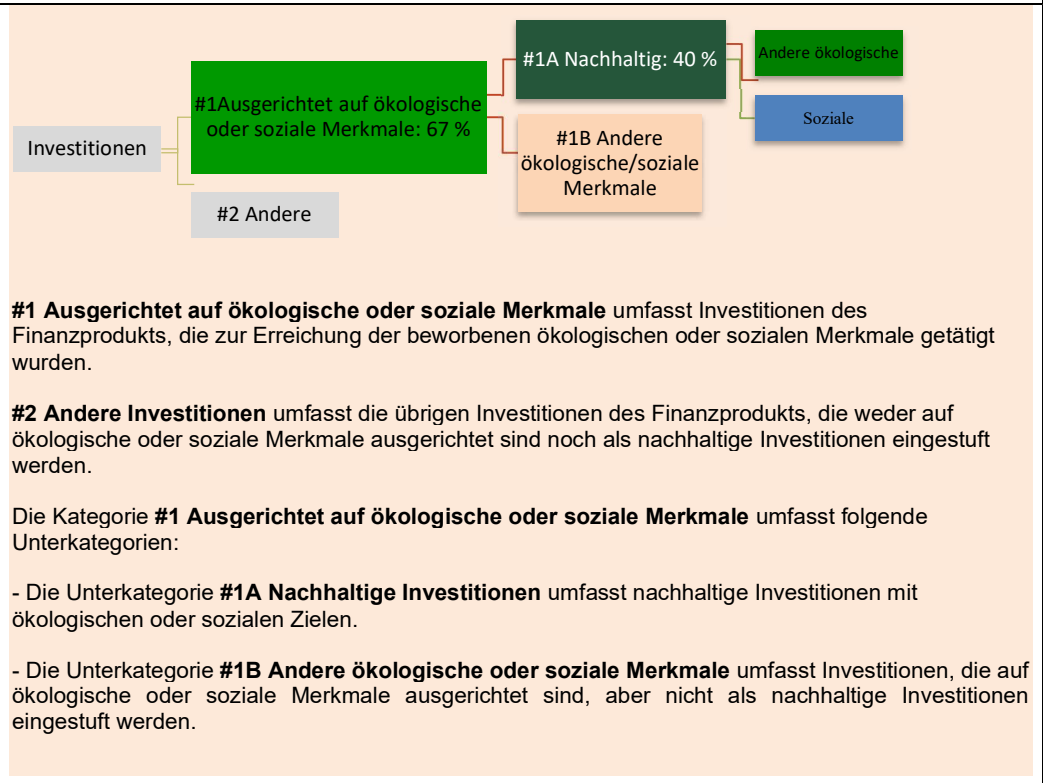 #1A Nachhaltig: 40 %
Andere ökologische
#1Ausgerichtet auf ökologische
oder soziale Merkmale: 67 %
Soziale
Investitionen
#1B Andere
ökologische/soziale
Merkmale
#2 Andere
#1 Ausgerichtet auf ökologische oder soziale Merkmale umfasst Investitionen des
Finanzprodukts, die zur Erreichung der beworbenen ökologischen oder sozialen Merkmale getätigt
wurden.
#2 Andere Investitionen umfasst die übrigen Investitionen des Finanzprodukts, die weder auf
ökologische oder soziale Merkmale ausgerichtet sind noch als nachhaltige Investitionen eingestuft
werden.
Die Kategorie #1 Ausgerichtet auf ökologische oder soziale Merkmale umfasst folgende
Unterkategorien:
- Die Unterkategorie #1A Nachhaltige Investitionen umfasst nachhaltige Investitionen mit
ökologischen oder sozialen Zielen.
- Die Unterkategorie #1B Andere ökologische oder soziale Merkmale umfasst Investitionen, die auf
ökologische oder soziale Merkmale ausgerichtet sind, aber nicht als nachhaltige Investitionen
eingestuft werden.